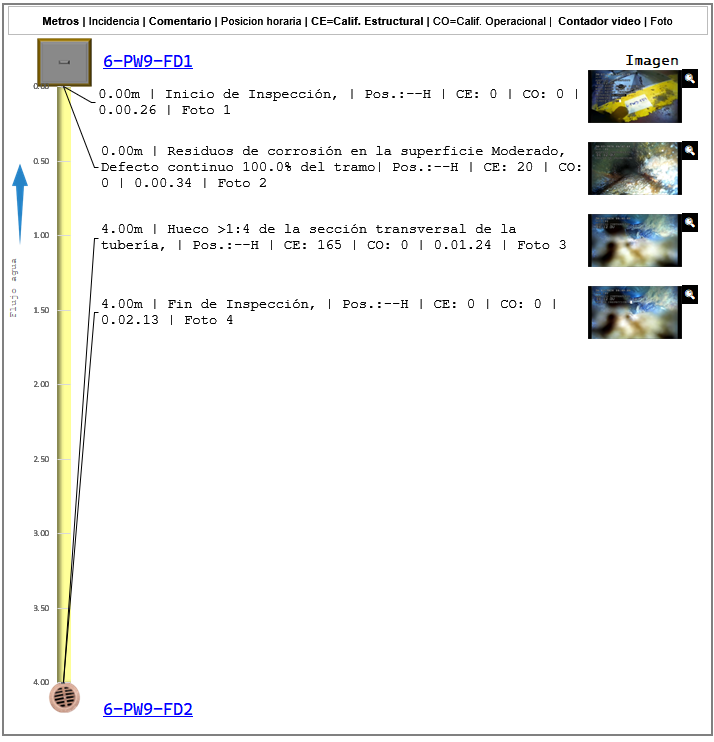 Metros | Incidencia | Comentario | Posicion horaria | CE=Calif. Estructural | CO=Calif. Operacional | Contador video | Foto
6-PW9-FD1
Imagen
0.00
0.00m | Inicio de Inspección, | Pos.:--H | CE: 0 | CO: 0 |
0.00.26 | Foto 1
0.00m | Residuos de corrosión en la superficie Moderado,
0.50
Defecto continuo 100.0% del tramo| Pos.:--H | CE: 20 | CO:
0 | 0.00.34 | Foto 2
4.00m | Hueco >1:4 de la sección transversal de la
1.00
tubería, | Pos.:--H | CE: 165 | CO: 0 | 0.01.24 | Foto 3
Flujo agua
4.00m | Fin de Inspección, | Pos.:--H | CE: 0 | CO: 0 |
1.50
0.02.13 | Foto 4
2.00
2.50
3.00
3.50
4.00
6-PW9-FD2